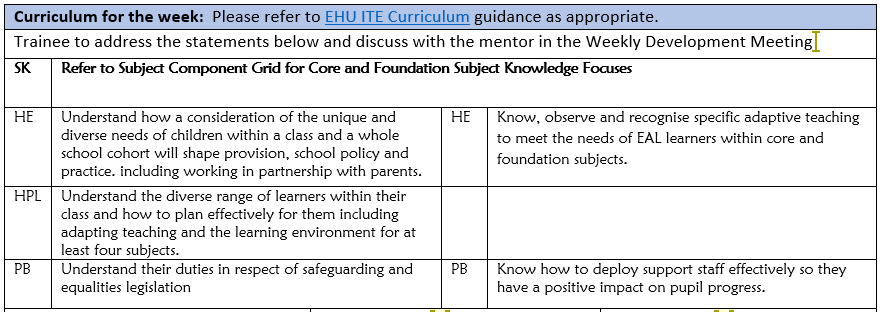 Curriculum for the week: Please refer to EHU ITE Curriculum guidance as appropriate.
Trainee to address the statements below and discuss with the mentor in the Weekly Development Meeting
SK Refer to Subject Component Grid for Core and Foundation Subject Knowledge Focuses
HE Understand how a consideration of the unique and
diverse needs of children within a class and a whole
school cohort will shape provision, school policy and
practice. including working in partnership with parents.
HE Know, observe and recognise specific adaptive teaching
to meet the needs of EAL learners within core and
foundation subjects.
HPL Understand the diverse range of learners within their
class and how to plan effectively for them including
adapting teaching and the learning environment for at
least four subjects.
PB Understand their duties in respect of safeguarding and
equalities legislation
PB Know how to deploy support staff effectively so they
have a positive impact on pupil progress.